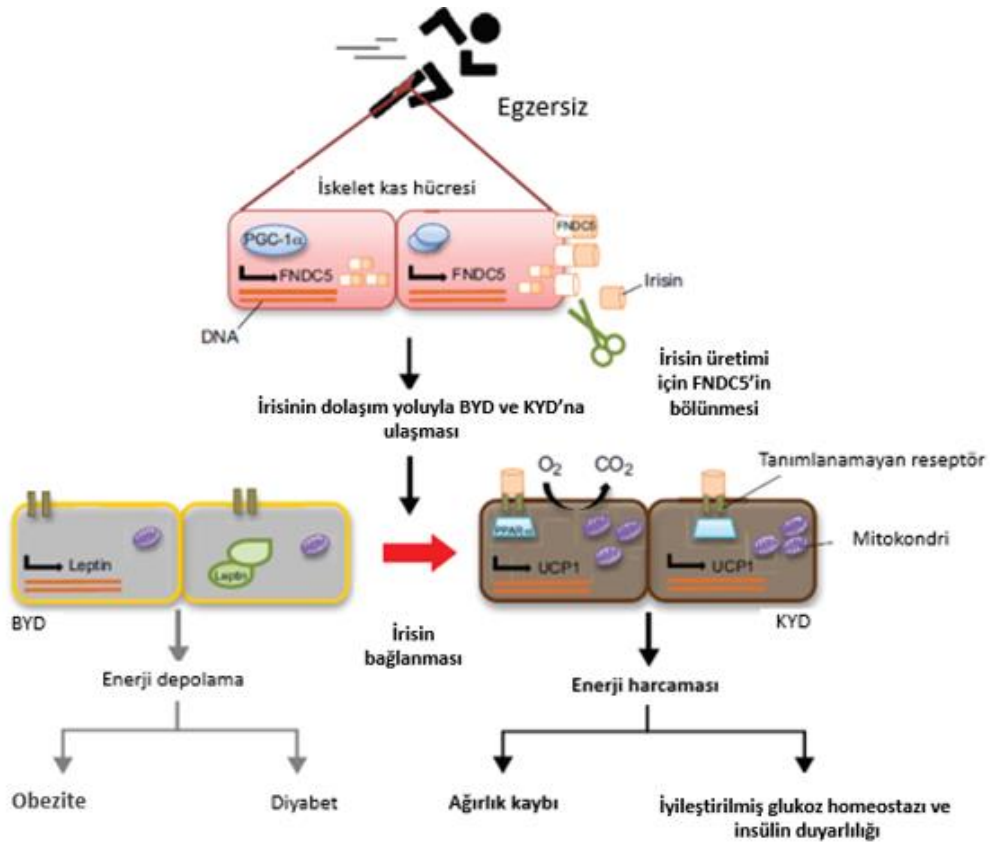 Egzersiz
İskelet kas hücresi
PGC-1α
FNDC5
FNDC5
FNDC5
Irisin
DNA
İrisin üretimi
için FNDC5'in
bölünmesi
İrisinin dolaşım yoluyla BYD ve KYD'na
ulaşması
O2
CO2
Tanımlanamayan reseptör
PPARα
Leptin
Leptin
UCP1
UCP1
Mitokondri
BYD
KYD
İrisin
bağlanması
Enerji depolama
Enerji harcaması
Obezite
Diyabet
Ağırlık kaybı
İyileştirilmiş glukoz homeostazı ve
insülin duyarlılığı